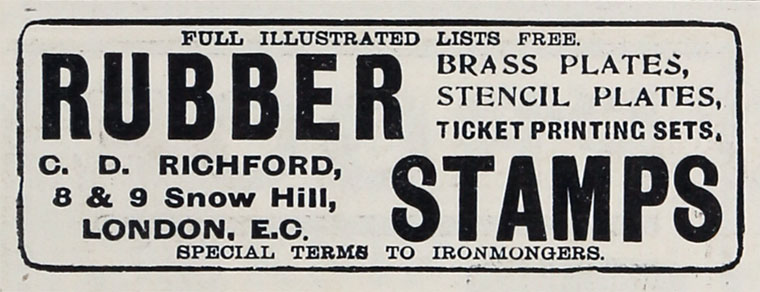 FULL ILLUSTRATED LISTS FREE.
RUBBER
BRASS PLATES,
STENCIL PLATES,
TICKET PRINTING SETS.
C. D. RICHFORD,
8 & 9 Snow Hill,
LONDON, E.C.
STAMPS
SPECIAL TERMS TO IRONMONGERS.